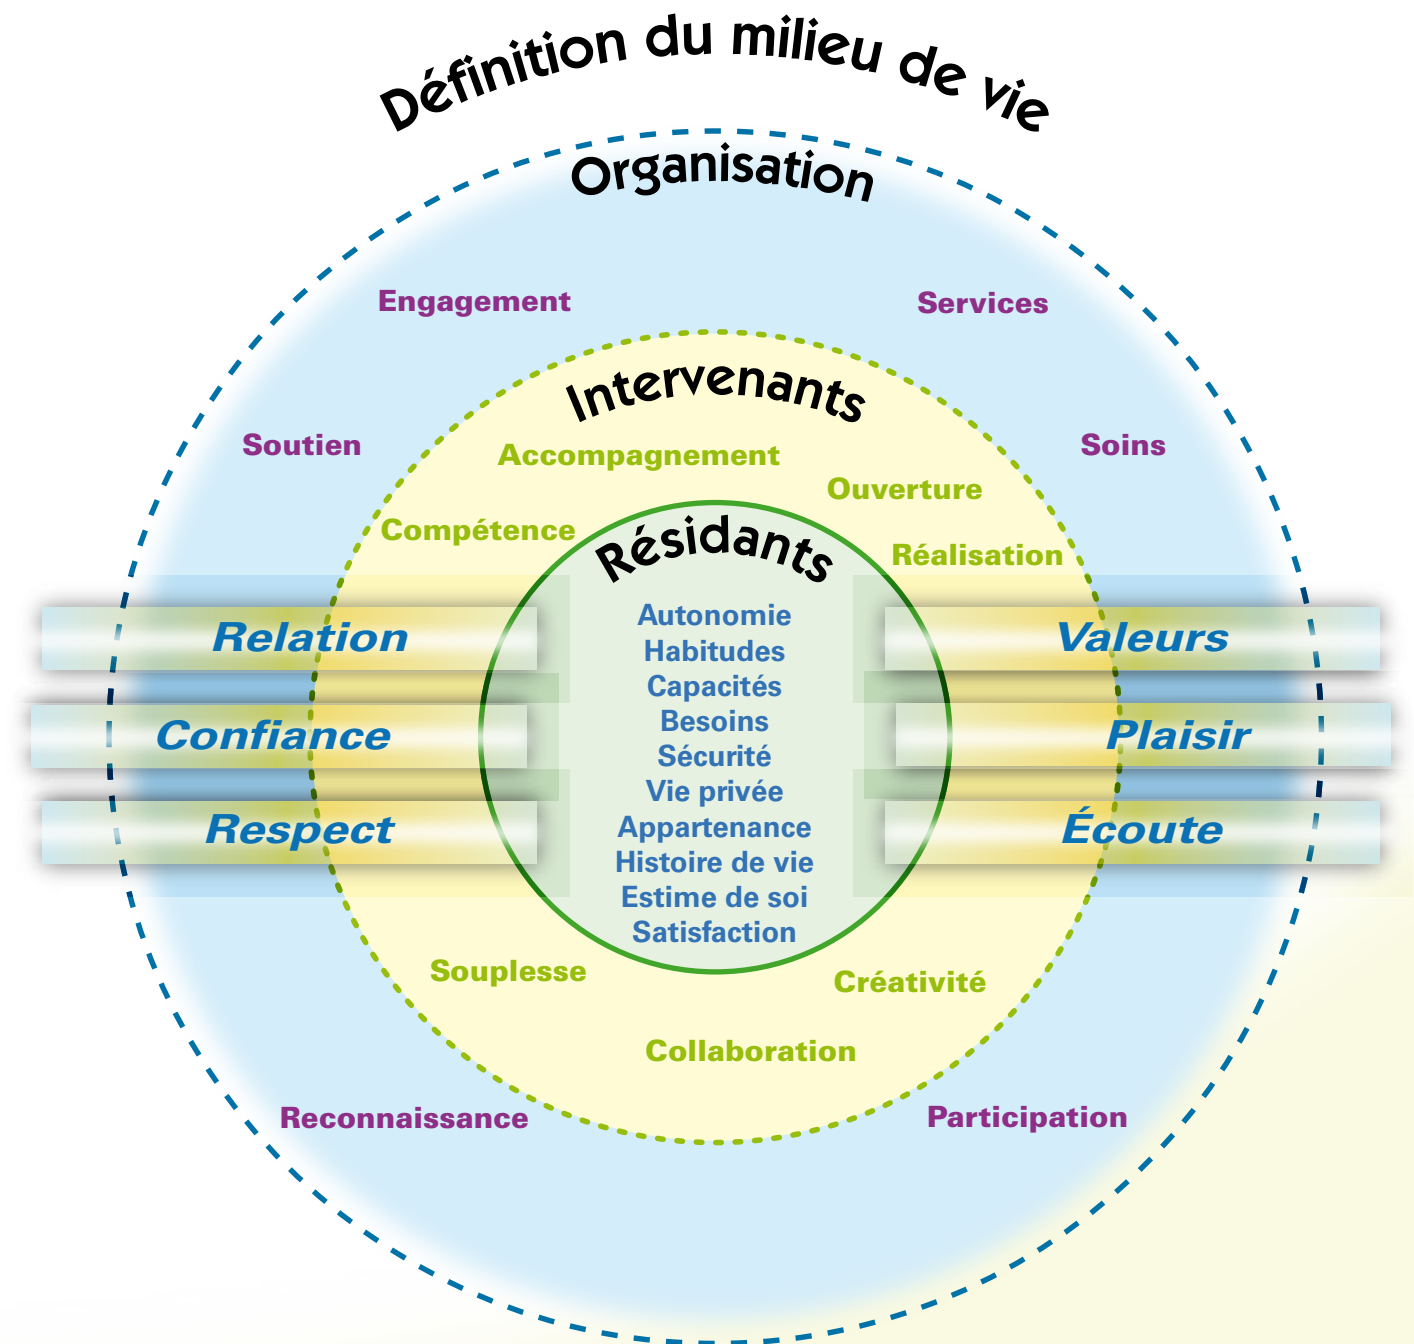 Définition du milieu de vie
Organisation
Engagement
Services
Intervenants
Soutien
Soins
Accompagnement
Ouverture
Compétence
Réalisation
Résidants
Autonomie
Habitudes
Capacités
Besoins
Sécurité
Vie privée
Appartenance
Histoire de vie
Estime de soi
Satisfaction
Relation
Confiance
Respect
Valeurs
Plaisir
Écoute
Souplesse
Créativité
Collaboration
Reconnaissance
Participation